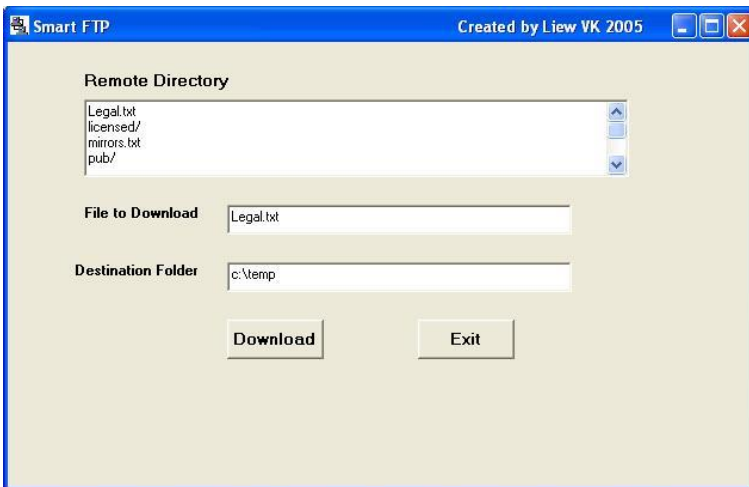 Smart FTP Created by Liew VK 2005
Remote Directory
Legal.txt
licensed/
mirrors.txt
pub/
File to Download Legal.txt
Destination Folder c:\temp
Download Exit